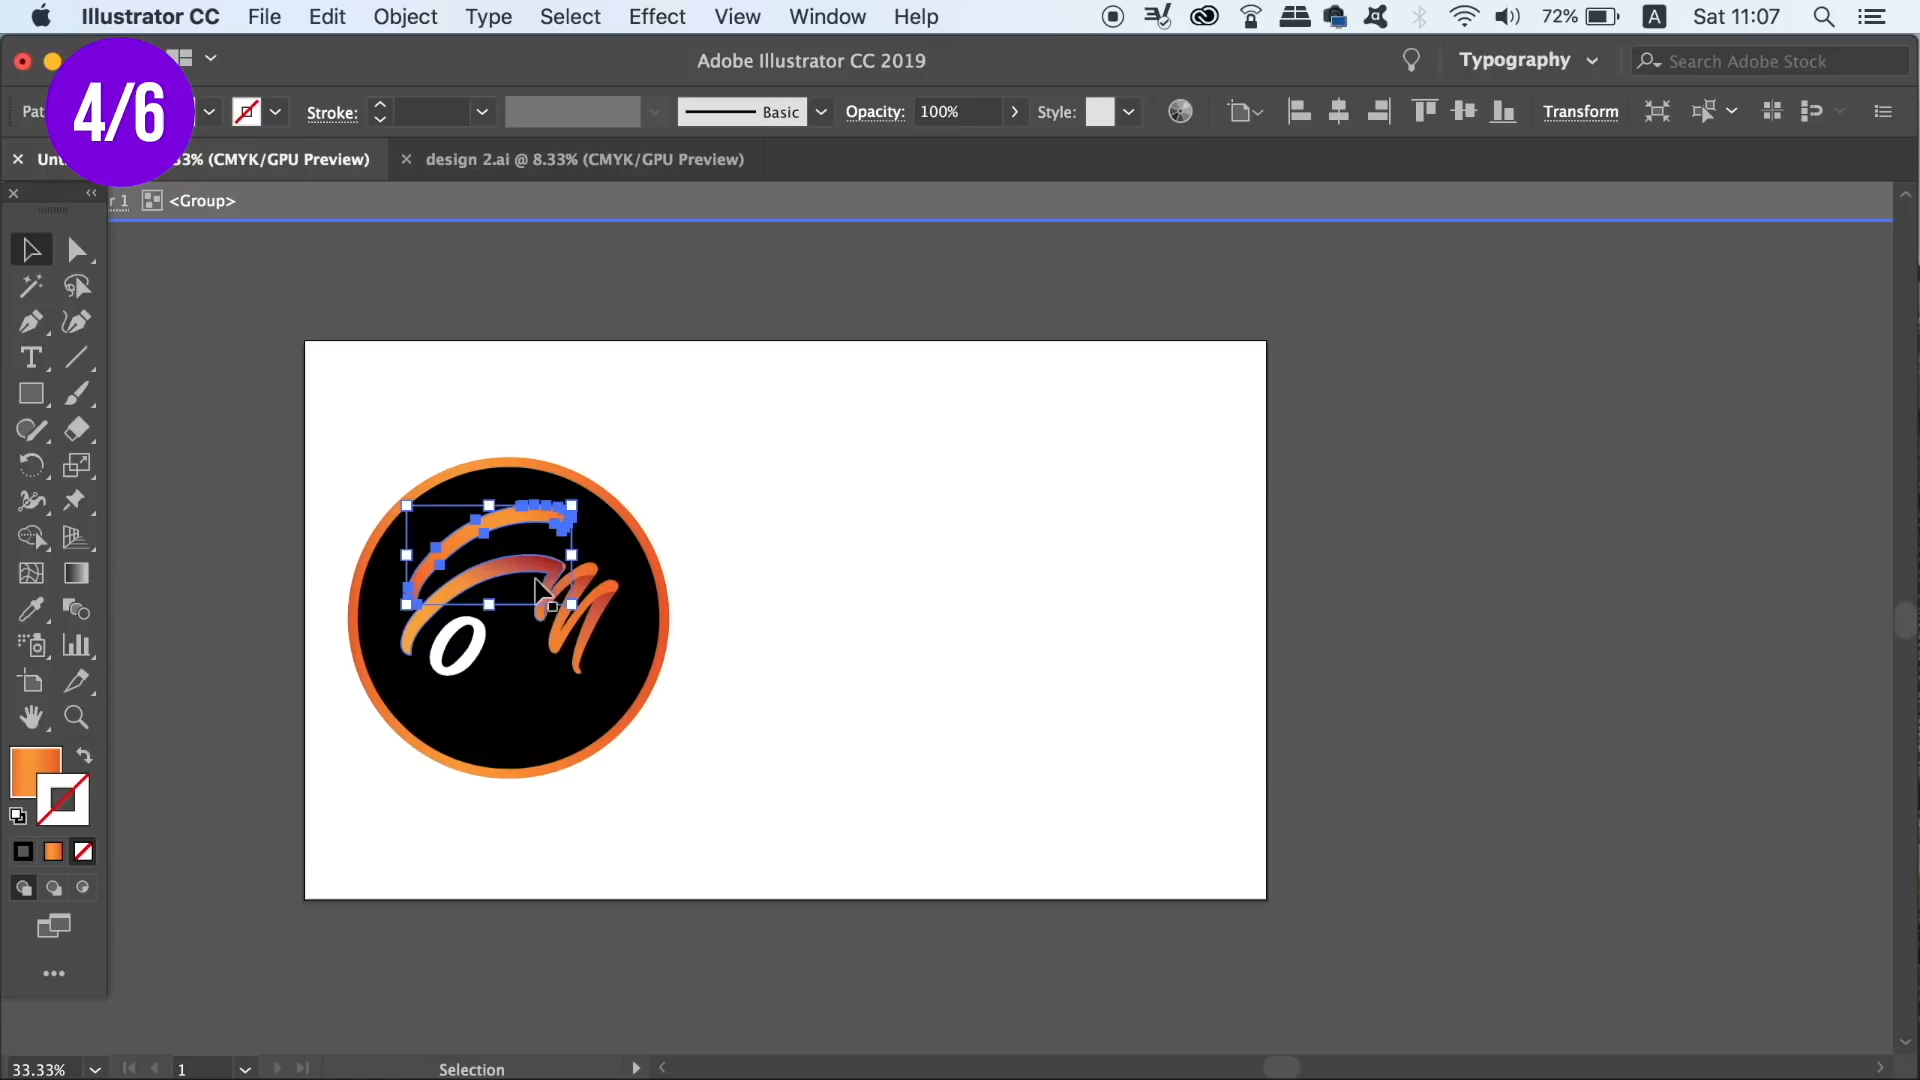 Illustrator CC File Edit Object Type Select Effect View Window Help 72% A Sat 11:07
Adobe Illustrator CC 2019 Typography Search Adobe Stock
4/6
Pat Stroke: Basic Opacity: 100% Style: Transform
Unt 33% (CMYK/GPU Preview) design 2.ai @ 8.33% (CMYK/GPU Preview)
r 1 <Group>
o
33.33% 1 Selection